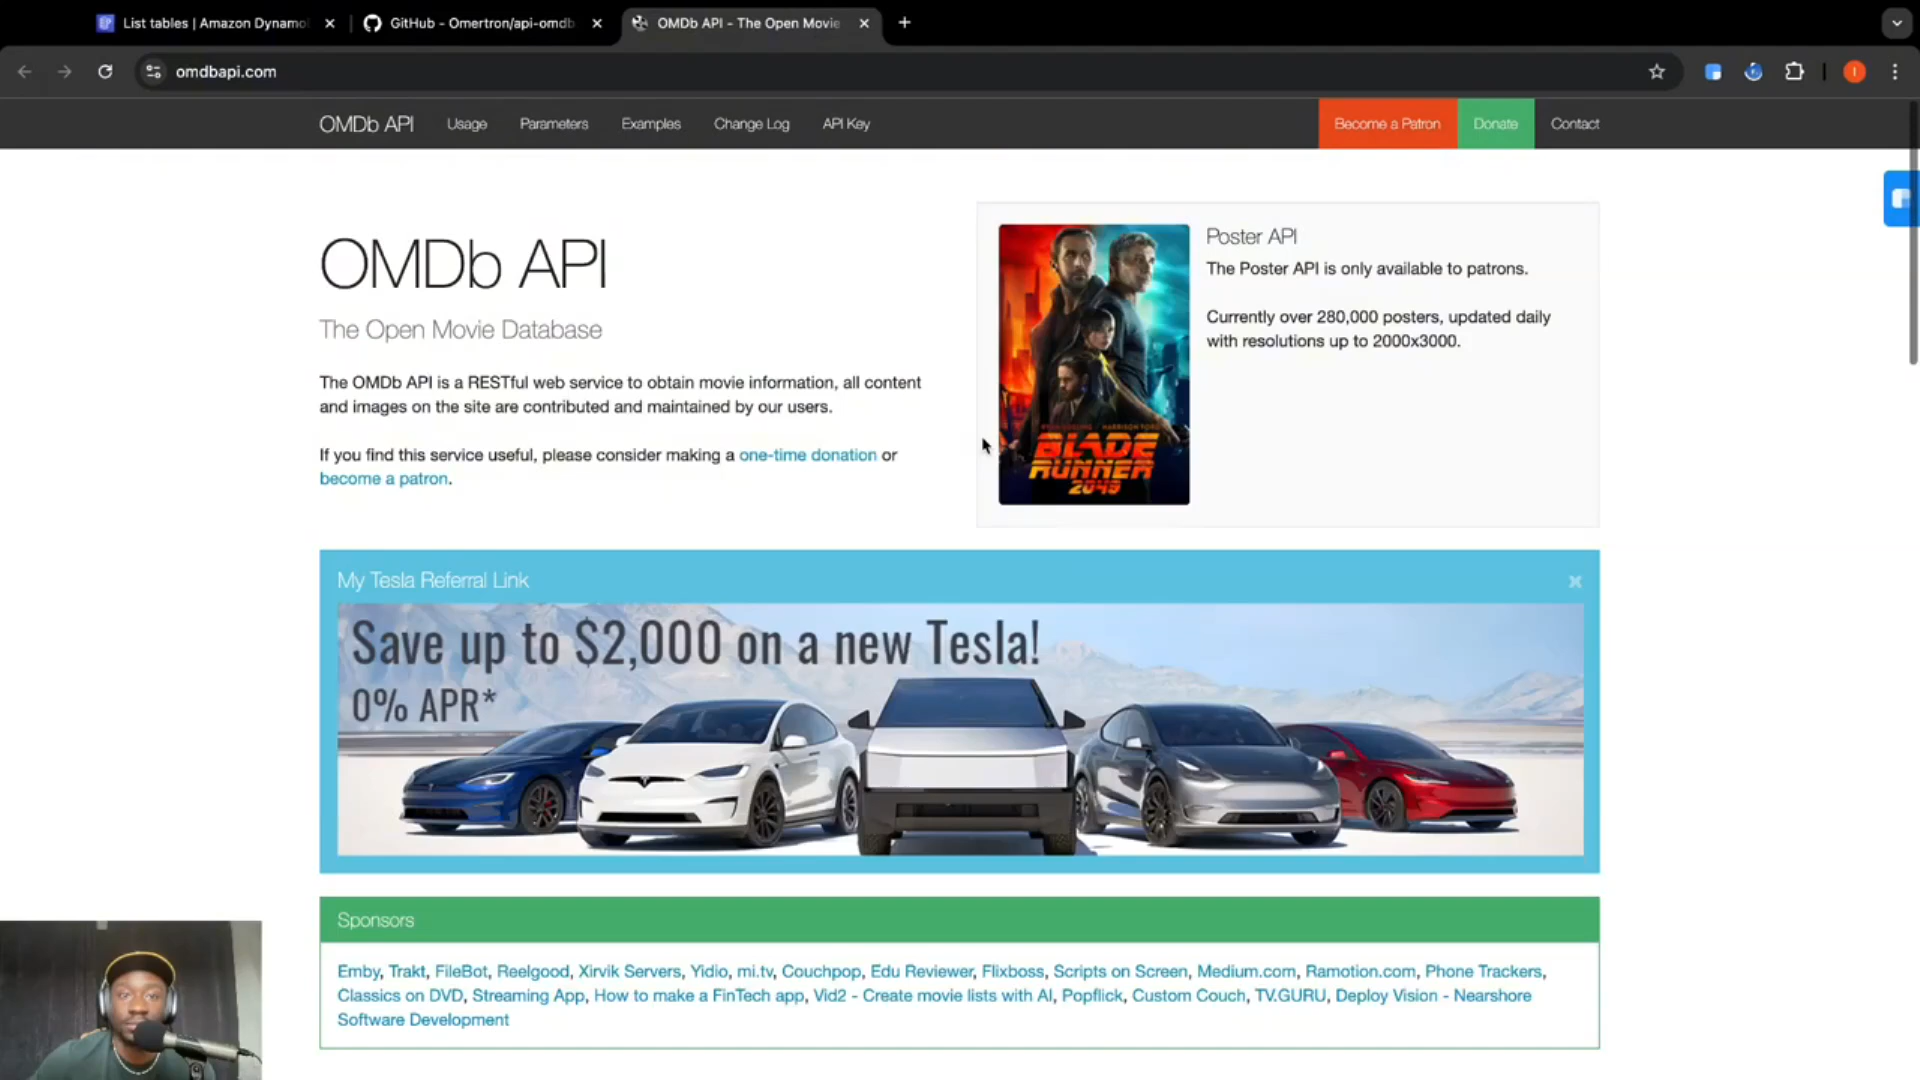 List tables | Amazon Dynamo
GitHub - Omertron/api-omdb
OMDb API - The Open Movie
omdbapi.com
OMDb API
Usage
Parameters
Examples
Change Log
API Key
Become a Patron
Donate
Contact
OMDb API
The Open Movie Database
The OMDb API is a RESTful web service to obtain movie information, all content
and images on the site are contributed and maintained by our users.
If you find this service useful, please consider making a one-time donation or
become a patron.
BLADE
RUNNER
2049
Poster API
The Poster API is only available to patrons.
Currently over 280,000 posters, updated daily
with resolutions up to 2000x3000.
My Tesla Referral Link
Save up to $2,000 on a new Tesla!
0% APR*
Sponsors
Emby, Trakt, FileBot, Reelgood, Xirvik Servers, Yidio, mi.tv, Couchpop, Edu Reviewer, Flixboss, Scripts on Screen, Medium.com, Ramotion.com, Phone Trackers,
Classics on DVD, Streaming App, How to make a FinTech app, Vid2 - Create movie lists with AI, Popflick, Custom Couch, TV.GURU, Deploy Vision - Nearshore
Software Development